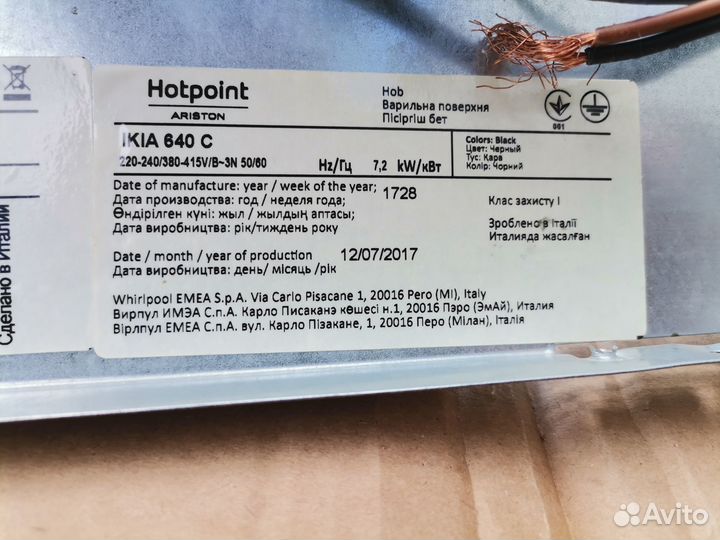 Сделано в Италии
Hotpoint
ARISTON
Hob
Варильна поверхня
Пісіргіш бет
061
IKIA 640 C
220-240/380-415V/B~3N 50/60 Hz/Гц 7,2 kW/кВт
Colors: Black
Цвет: Черный
Тус: Кара
Колір: Чорний
Date of manufacture: year / week of the year; 1728
Дата производства: год / неделя года;
Өндірілген күні: жыл / жылдың аптасы;
Дата виробництва: рік/тиждень року
Клас захисту I
Зроблено в Італії
Италияда жасалған
Date / month / year of production 12/07/2017
Дата виробництва: день/ місяць /рік
Whirlpool EMEA S.p.A. Via Carlo Pisacane 1, 20016 Pero (MI), Italy
Вирпул ИМЭА С.п.А. Карло Писаканэ көшесі н.1, 20016 Пэро (ЭмАй), Италия
Вірлпул ЕМЕА С.п.А. вул. Карло Пізакане, 1, 20016 Перо (Мілан), Італія
Avito